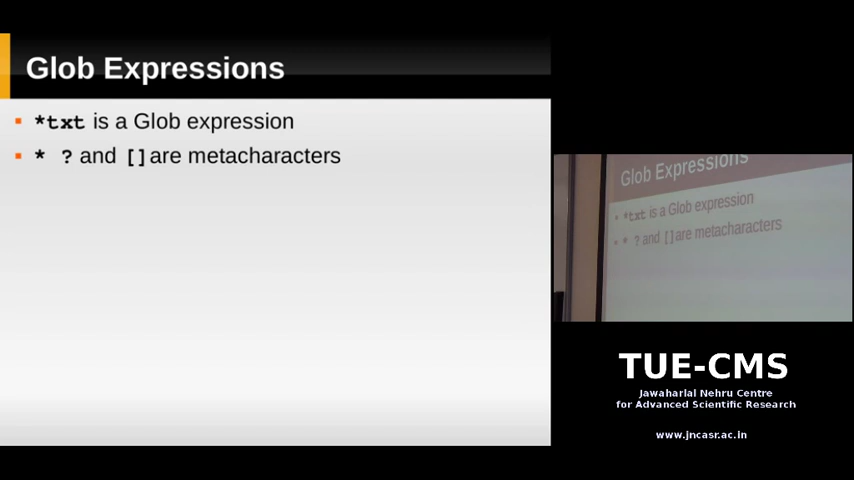 Glob Expressions
*txt is a Glob expression
* ? and []are metacharacters
Glob Expressions
*txt is a Glob expression
* ? and []are metacharacters
TUE-CMS
Jawaharlal Nehru Centre
for Advanced Scientific Research
www.jncasr.ac.in